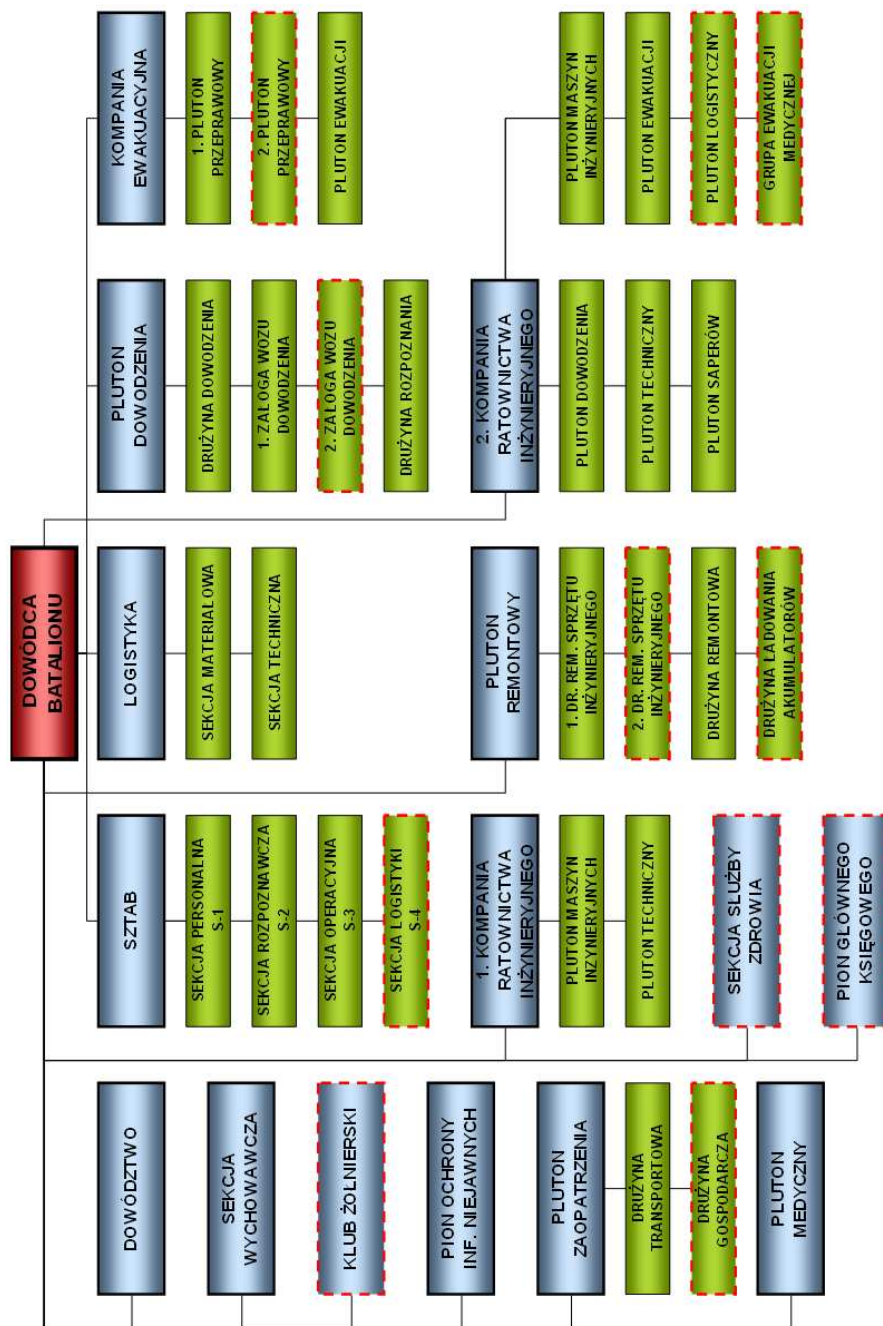 DOWÓDCA
BATALIONU
DOWÓDZTWO
SEKCJA
WYCHOWAWCZA
KLUB ŻOŁNIERSKI
PION OCHRONY
INF. NIEJAWNYCH
PLUTON
ZAOPATRZENIA
DRUŻYNA
TRANSPORTOWA
DRUŻYNA
GOSPODARCZA
PLUTON
MEDYCZNY
SZTAB
SEKCJA PERSONALNA
S-1
SEKCJA ROZPOZNAWCZA
S-2
SEKCJA OPERACYJNA
S-3
SEKCJA LOGISTYKI
S-4
1. KOMPANIA
RATOWNICTWA
INŻYNIERYJNEGO
PLUTON MASZYN
INŻYNIERYJNYCH
PLUTON TECHNICZNY
SEKCJA SŁUŻBY
ZDROWIA
PION GŁÓWNEGO
KSIĘGOWEGO
LOGISTYKA
SEKCJA MATERIAŁOWA
SEKCJA TECHNICZNA
PLUTON
REMONTOWY
1. DR. REM. SPRZĘTU
INŻYNIERYJNEGO
2. DR. REM. SPRZĘTU
INŻYNIERYJNEGO
DRUŻYNA REMONTOWA
DRUŻYNA ŁADOWANIA
AKUMULATORÓW
PLUTON
DOWODZENIA
DRUŻYNA DOWODZENIA
1. ZAŁOGA WOZU
DOWODZENIA
2. ZAŁOGA WOZU
DOWODZENIA
DRUŻYNA ROZPOZNANIA
2. KOMPANIA
RATOWNICTWA
INŻYNIERYJNEGO
PLUTON DOWODZENIA
PLUTON TECHNICZNY
PLUTON SAPERÓW
KOMPANIA
EWAKUACYJNA
1. PLUTON
PRZEPRAWOWY
2. PLUTON
PRZEPRAWOWY
PLUTON EWAKUACJI
PLUTON MASZYN
INŻYNIERYJNYCH
PLUTON EWAKUACJI
PLUTON LOGISTYCZNY
GRUPA EWAKUACJI
MEDYCZNEJ